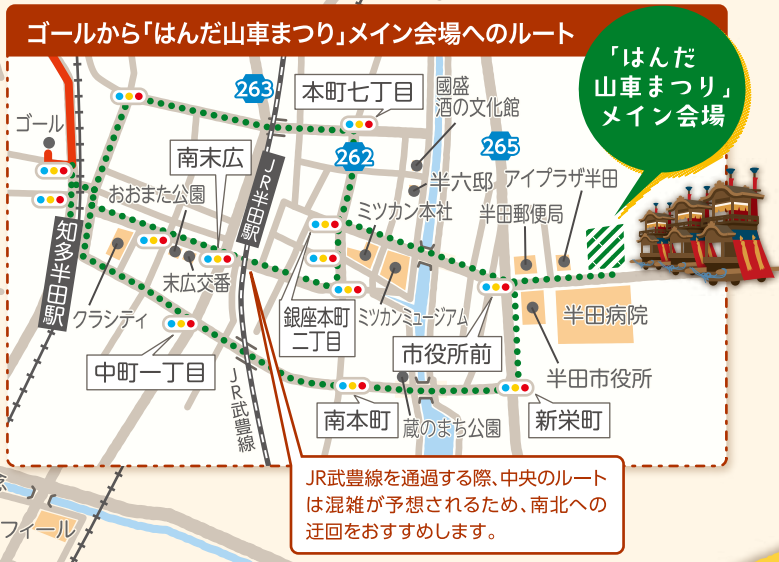 ゴールから「はんだ山車まつり」メイン会場へのルート
「はんだ
山車まつり」
メイン会場
263
本町七丁目
國盛
酒の文化館
ゴール
南末広
262
265
JR半田駅
半六邸
アイプラザ半田
おおまた公園
ミツカン本社
半田郵便局
知多半田駅
末広交番
クラシティ
銀座本町
二丁目
ミツカンミュージアム
半田病院
市役所前
中町一丁目
半田市役所
JR武豊線
南本町
蔵のまち公園
新栄町
JR武豊線を通過する際、中央のルート
は混雑が予想されるため、南北への
迂回をおすすめします。
フィール